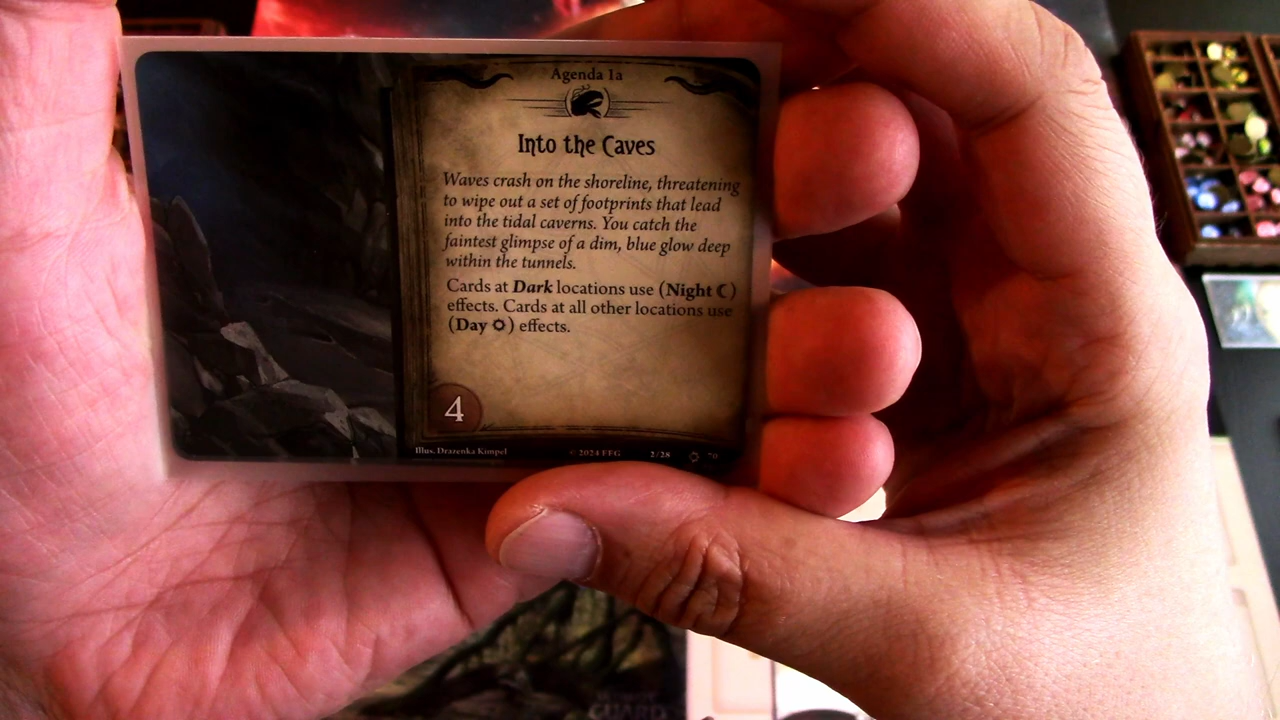 Agenda 1a
Into the Caves
Waves crash on the shoreline, threatening
to wipe out a set of footprints that lead
into the tidal caverns. You catch the
faintest glimpse of a dim, blue glow deep
within the tunnels.
Cards at Dark locations use (Night ☾)
effects. Cards at all other locations use
(Day ☼) effects.
4
Illus. Drazenka Kimpel
© 2024 FFG
2/28
70
GUARD